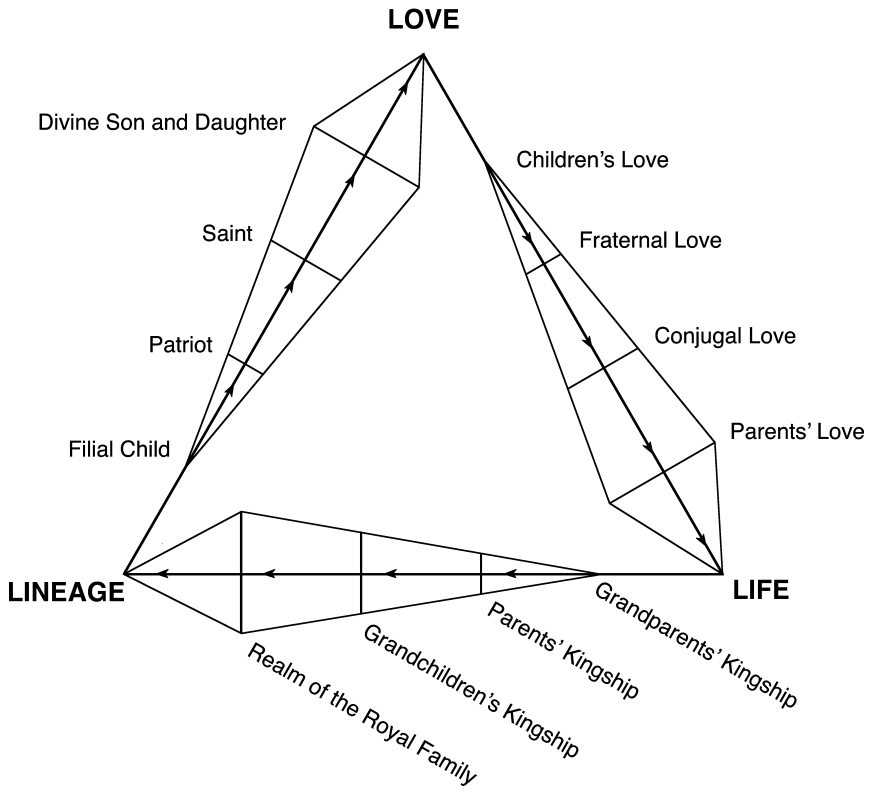 LOVE
Divine Son and Daughter
Children’s Love
Saint
Fraternal Love
Patriot
Conjugal Love
Filial Child
Parents’ Love
LINEAGE
LIFE
Grandparents’ Kingship
Parents’ Kingship
Grandchildren’s Kingship
Realm of the Royal Family